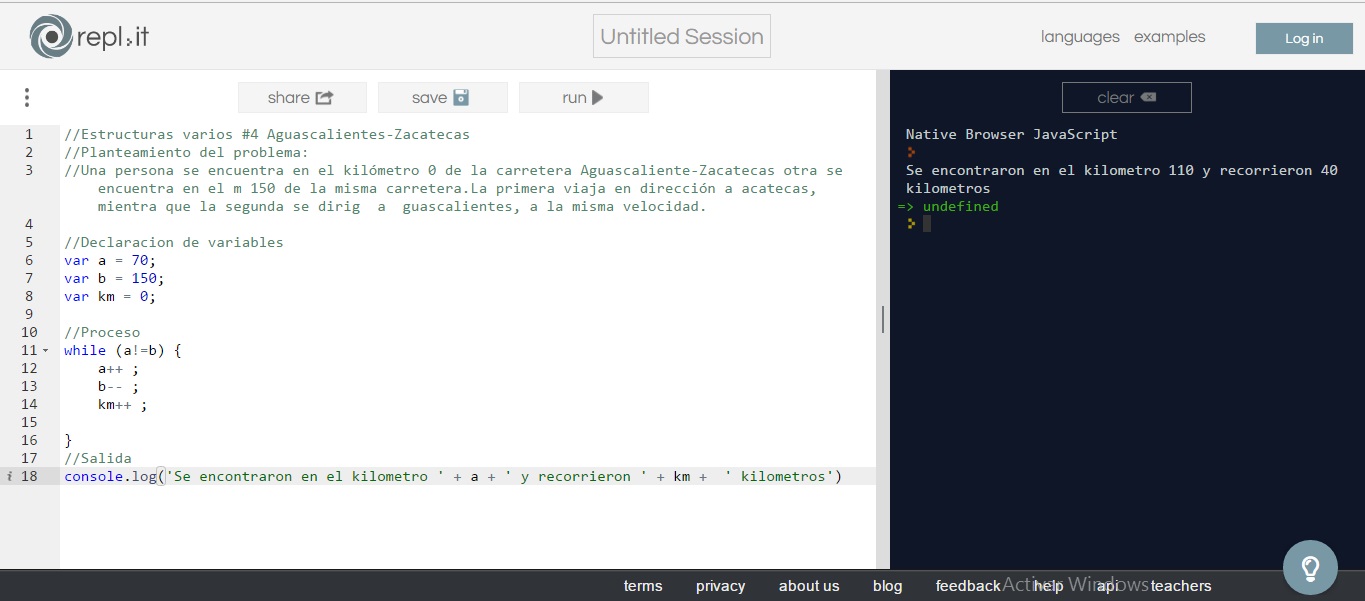 repl.it
Untitled Session
languages examples
Log in
share save run
clear
1 //Estructuras varios #4 Aguascalientes-Zacatecas
2 //Planteamiento del problema:
3 //Una persona se encuentra en el kilómetro 0 de la carretera Aguascaliente-Zacatecas otra se
encuentra en el m 150 de la misma carretera.La primera viaja en dirección a acatecas,
mientra que la segunda se dirig  a  guascalientes, a la misma velocidad.
4
5 //Declaracion de variables
6 var a = 70;
7 var b = 150;
8 var km = 0;
9
10 //Proceso
11 while (a!=b) {
12 a++ ;
13 b-- ;
14 km++ ;
15
16 }
17 //Salida
i 18 console.log('Se encontraron en el kilometro ' + a + ' y recorrieron ' + km +  ' kilometros')
Native Browser JavaScript
Se encontraron en el kilometro 110 y recorrieron 40
kilometros
=> undefined
terms privacy about us blog feedback help api teachers
Activar Windows